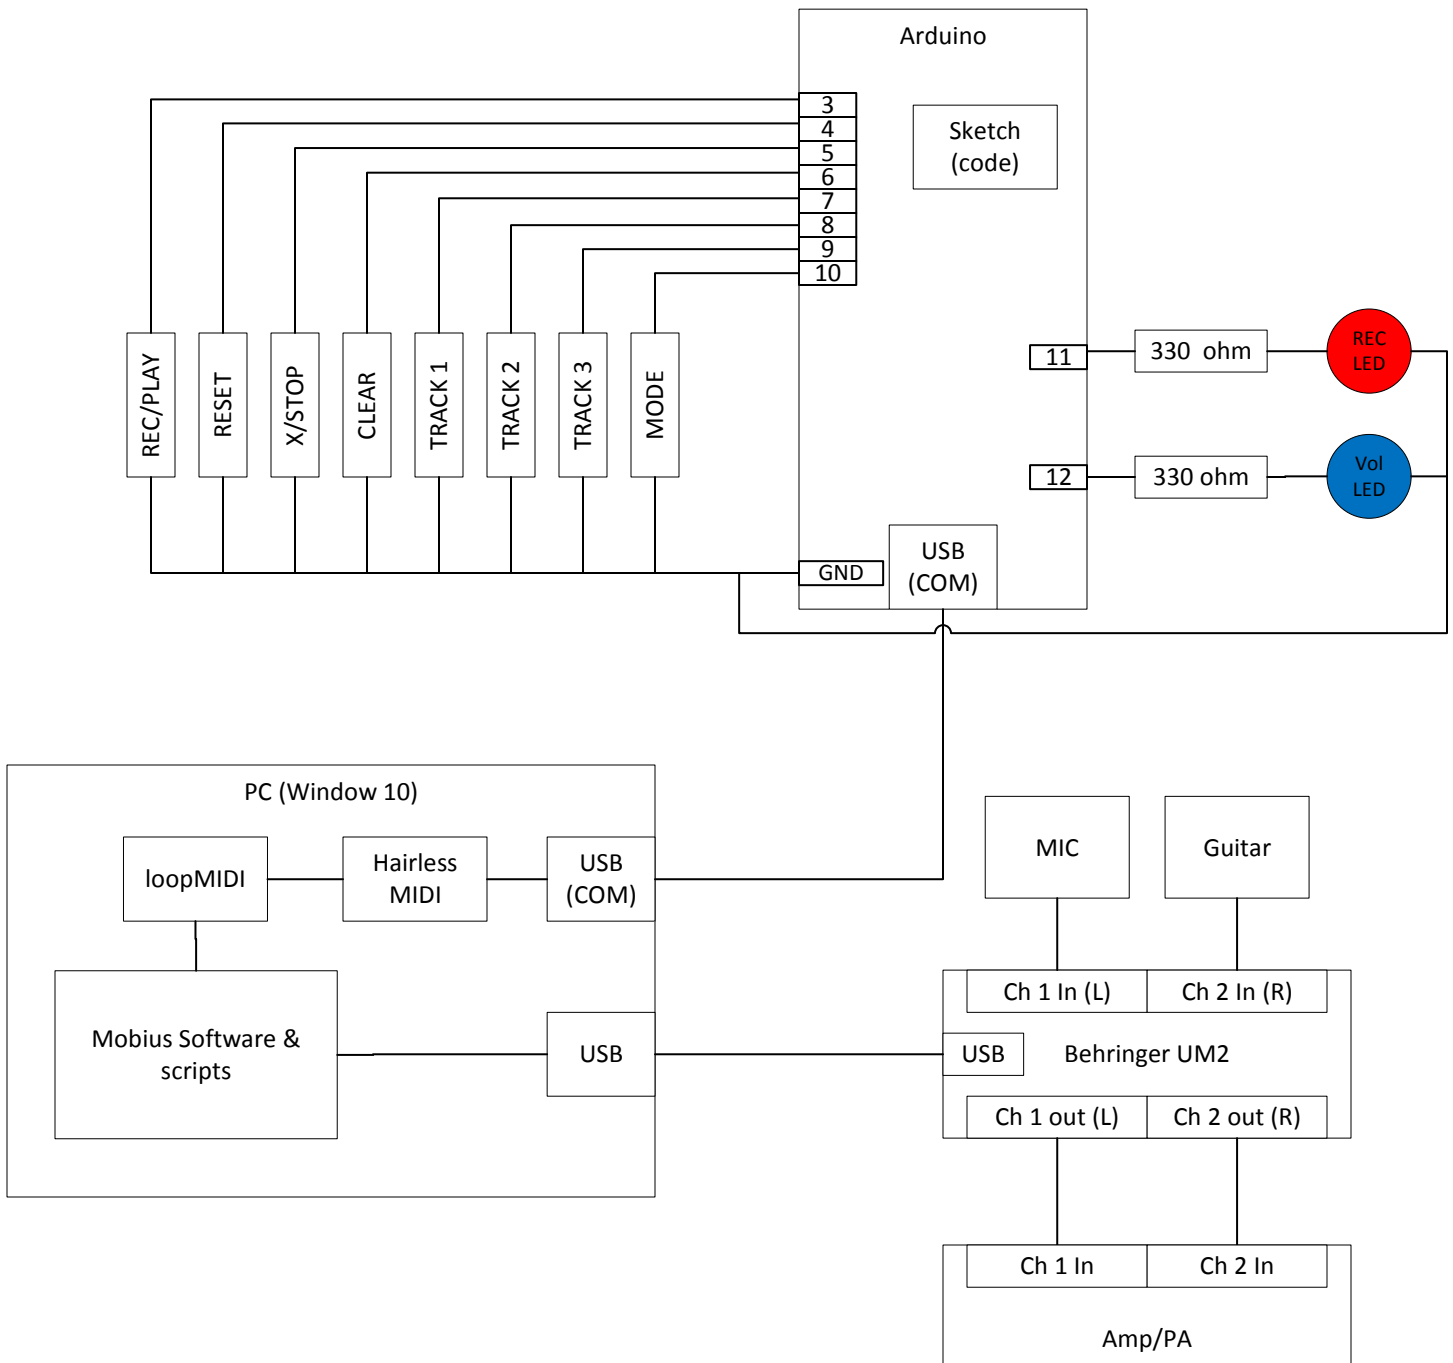 Arduino
3
4
5
6
7
8
9
10
Sketch
(code)
REC/PLAY
RESET
X/STOP
CLEAR
TRACK 1
TRACK 2
TRACK 3
MODE
11
330 ohm
REC
LED
12
330 ohm
Vol
LED
GND
USB
(COM)
PC (Window 10)
loopMIDI
Hairless
MIDI
USB
(COM)
Mobius Software &
scripts
USB
MIC
Guitar
Ch 1 In (L)
Ch 2 In (R)
USB
Behringer UM2
Ch 1 out (L)
Ch 2 out (R)
Ch 1 In
Ch 2 In
Amp/PA